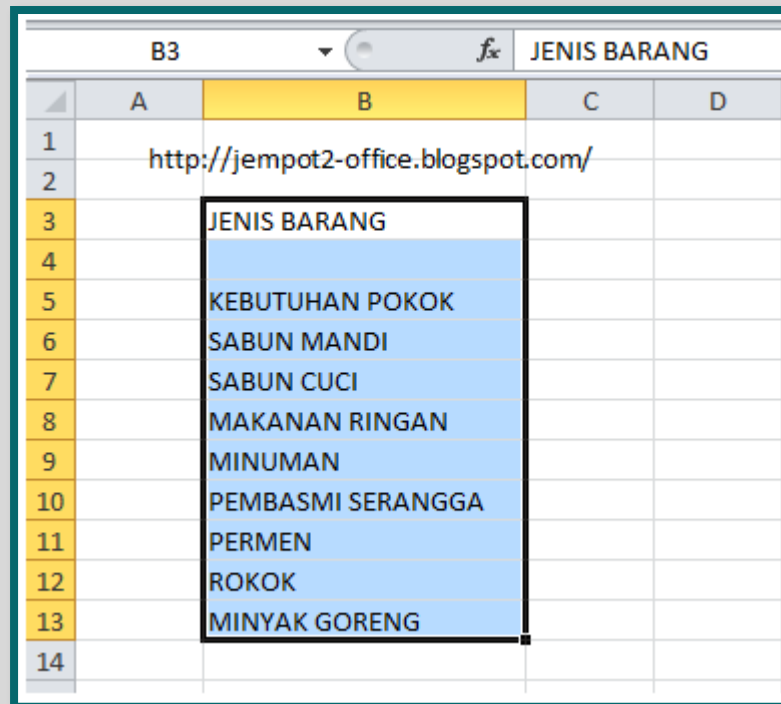 B3 fx JENIS BARANG
A B C D
1
http://jempot2-office.blogspot.com/
2
3 JENIS BARANG
4
5 KEBUTUHAN POKOK
6 SABUN MANDI
7 SABUN CUCI
8 MAKANAN RINGAN
9 MINUMAN
10 PEMBASMI SERANGGA
11 PERMEN
12 ROKOK
13 MINYAK GORENG
14